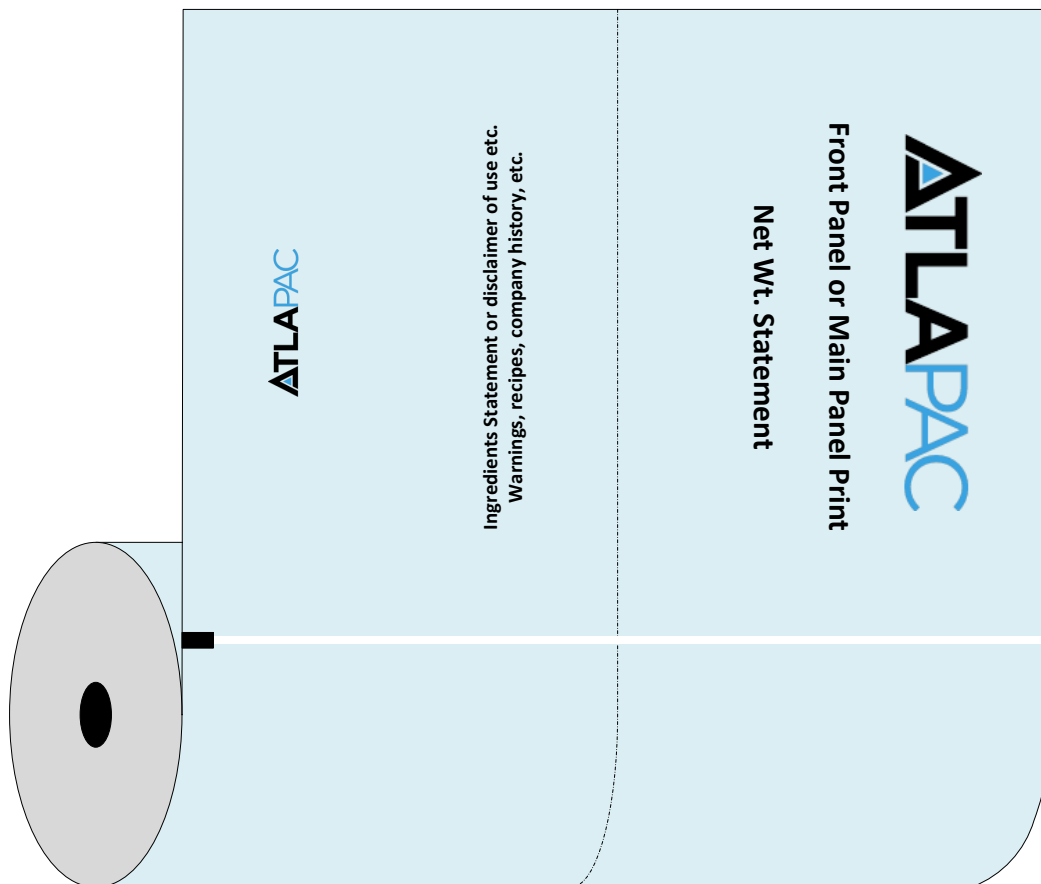 ATLAPAC
Front Panel or Main Panel Print
Net Wt. Statement
Ingredients Statement or disclaimer of use etc.
Warnings, recipes, company history, etc.
ATLAPAC